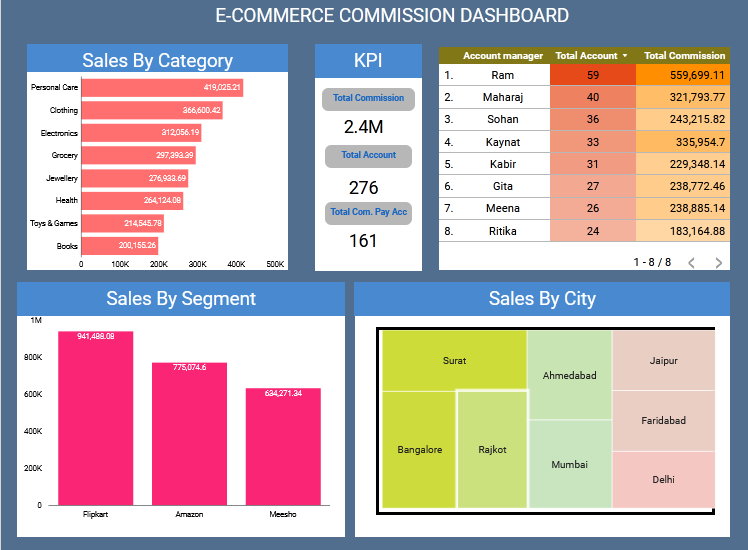 E-COMMERCE COMMISSION DASHBOARD
Sales By Category
Personal Care 419,025.21
Clothing 366,600.42
Electronics 312,056.19
Grocery 297,393.39
Jewellery 276,933.69
Health 264,124.08
Toys & Games 214,545.78
Books 200,155.26
0 100K 200K 300K 400K 500K
KPI
Total Commission
2.4M
Total Account
276
Total Com. Pay Acc
161
Account manager Total Account Total Commission
1. Ram 59 559,699.11
2. Maharaj 40 321,793.77
3. Sohan 36 243,215.82
4. Kaynat 33 335,954.7
5. Kabir 31 229,348.14
6. Gita 27 238,772.46
7. Meena 26 238,885.14
8. Ritika 24 183,164.88
1 - 8 / 8
Sales By Segment
1M
800K
600K
400K
200K
0
941,488.08
775,074.6
634,271.34
Flipkart Amazon Meesho
Sales By City
Surat
Bangalore
Rajkot
Ahmedabad
Mumbai
Jaipur
Faridabad
Delhi